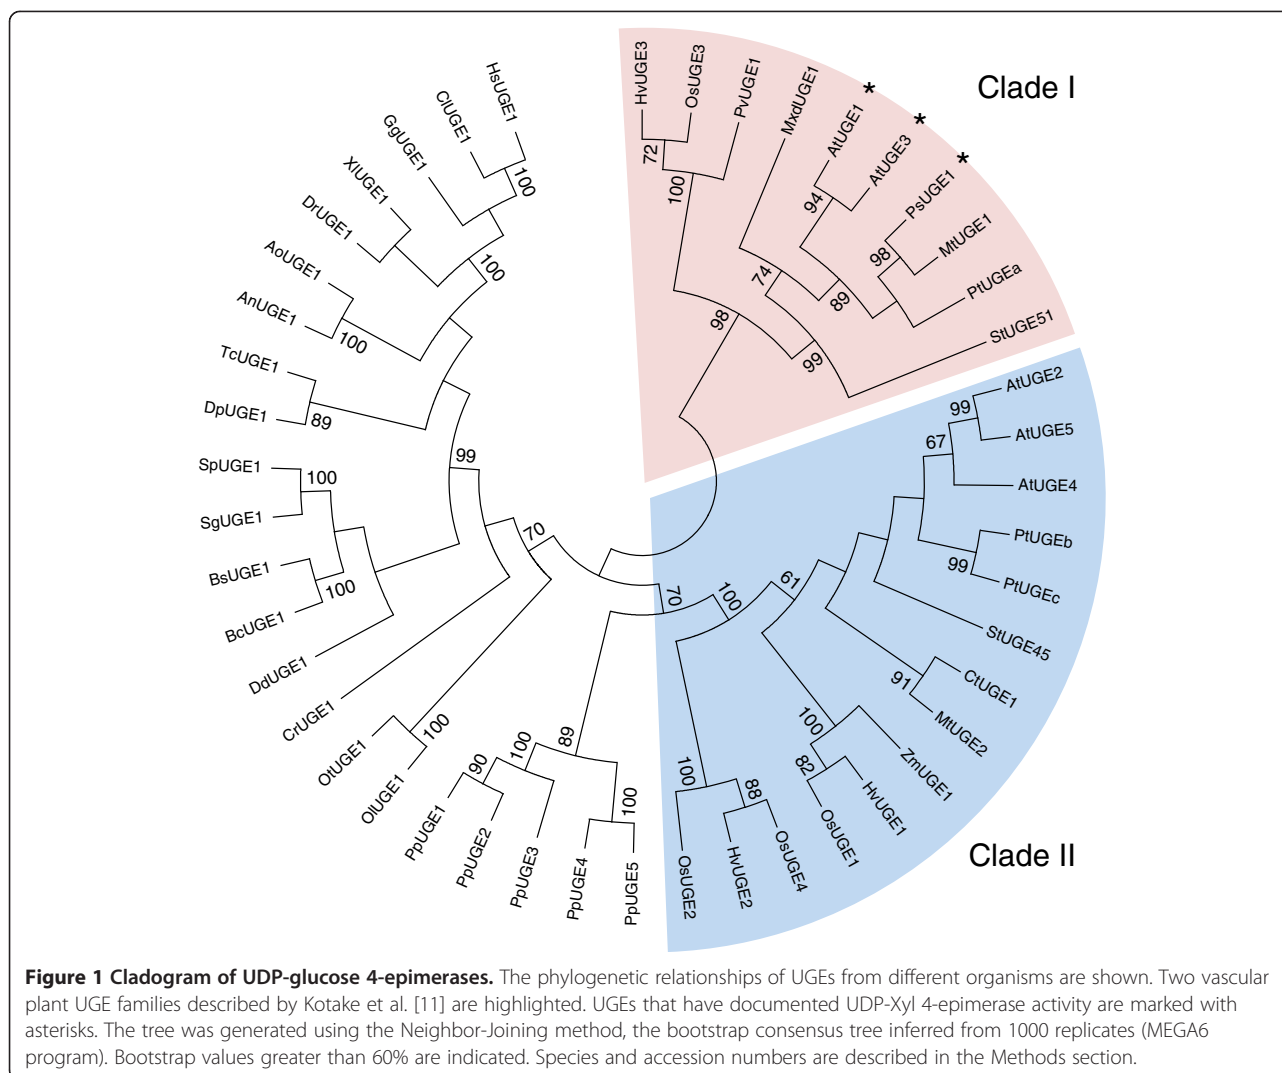 HsUGE1
ClUGE1
GgUGE1
XlUGE1
DrUGE1
AoUGE1
AnUGE1
TcUGE1
DpUGE1
SpUGE1
SgUGE1
BsUGE1
BcUGE1
DdUGE1
CrUGE1
OtUGE1
OlUGE1
PpUGE1
PpUGE2
PpUGE3
PpUGE4
PpUGE5
100
100
100
89
99
100
100
70
100
90
100
89
100
Clade I
HvUGE3
OsUGE3
PvUGE1
MxdUGE1
AtUGE1 *
AtUGE3 *
PsUGE1 *
MtUGE1
PtUGEa
StUGE51
72
100
94
98
74
89
98
99
AtUGE2
AtUGE5
AtUGE4
PtUGEb
PtUGEc
StUGE45
CtUGE1
MtUGE2
ZmUGE1
HvUGE1
OsUGE1
OsUGE4
HvUGE2
OsUGE2
99
67
99
61
100
70
91
100
82
88
100
Clade II
Figure 1 Cladogram of UDP-glucose 4-epimerases. The phylogenetic relationships of UGEs from different organisms are shown. Two vascular
plant UGE families described by Kotake et al. [11] are highlighted. UGEs that have documented UDP-Xyl 4-epimerase activity are marked with
asterisks. The tree was generated using the Neighbor-Joining method, the bootstrap consensus tree inferred from 1000 replicates (MEGA6
program). Bootstrap values greater than 60% are indicated. Species and accession numbers are described in the Methods section.